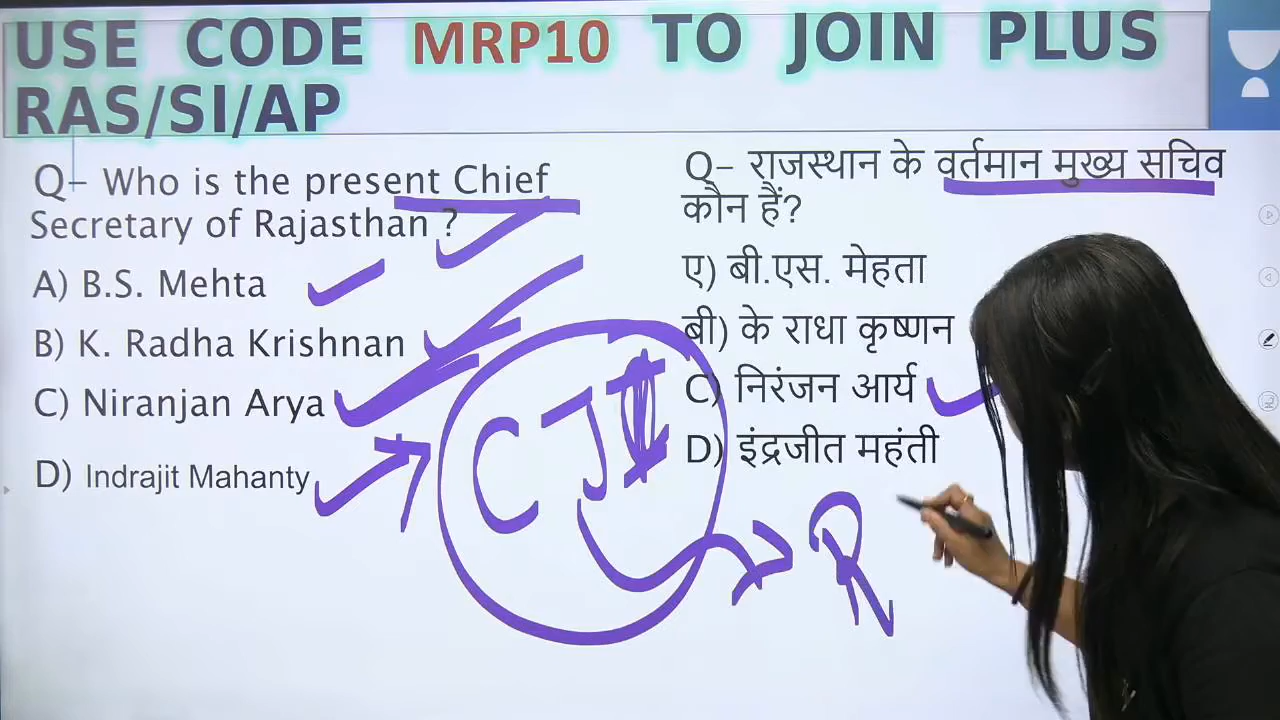 USE CODE MRP10 TO JOIN PLUS
RAS/SI/AP
Q- Who is the present Chief
Secretary of Rajasthan ?
A) B.S. Mehta
B) K. Radha Krishnan
C) Niranjan Arya
D) Indrajit Mahanty
Q- राजस्थान के वर्तमान मुख्य सचिव
कौन हैं?
ए) बी.एस. मेहता
बी) के राधा कृष्णन
C) निरंजन आर्य
D) इंद्रजीत महंती
CJ
R